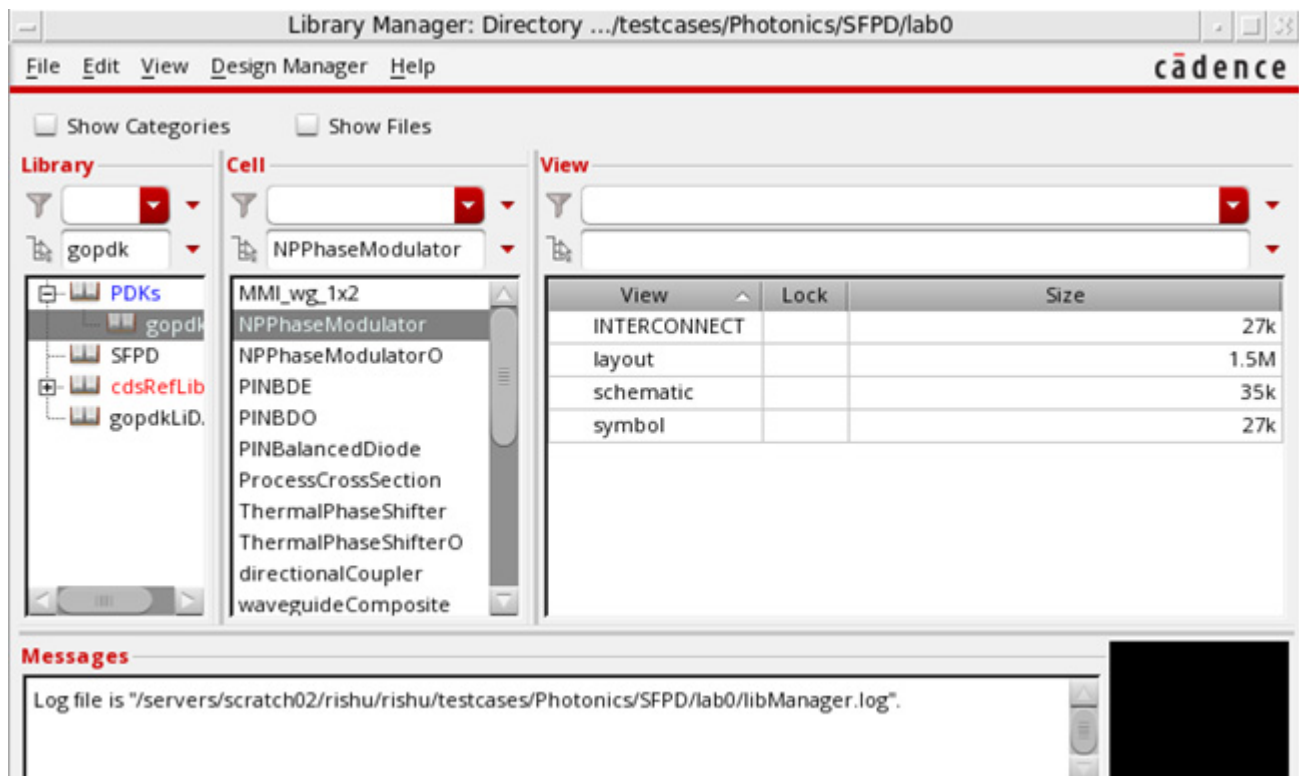 Library Manager: Directory .../testcases/Photonics/SFPD/lab0
File Edit View Design Manager Help cādence
Show Categories Show Files
Library Cell View
gopdk NPPhaseModulator
PDKs
gopdk
SFPD
cdsRefLib
gopdkLiD.
MMI_wg_1x2
NPPhaseModulator
NPPhaseModulatorO
PINBDE
PINBDO
PINBalancedDiode
ProcessCrossSection
ThermalPhaseShifter
ThermalPhaseShifterO
directionalCoupler
waveguideComposite
View Lock Size
INTERCONNECT 27k
layout 1.5M
schematic 35k
symbol 27k
Messages
Log file is "/servers/scratch02/rishu/rishu/testcases/Photonics/SFPD/lab0/libManager.log".